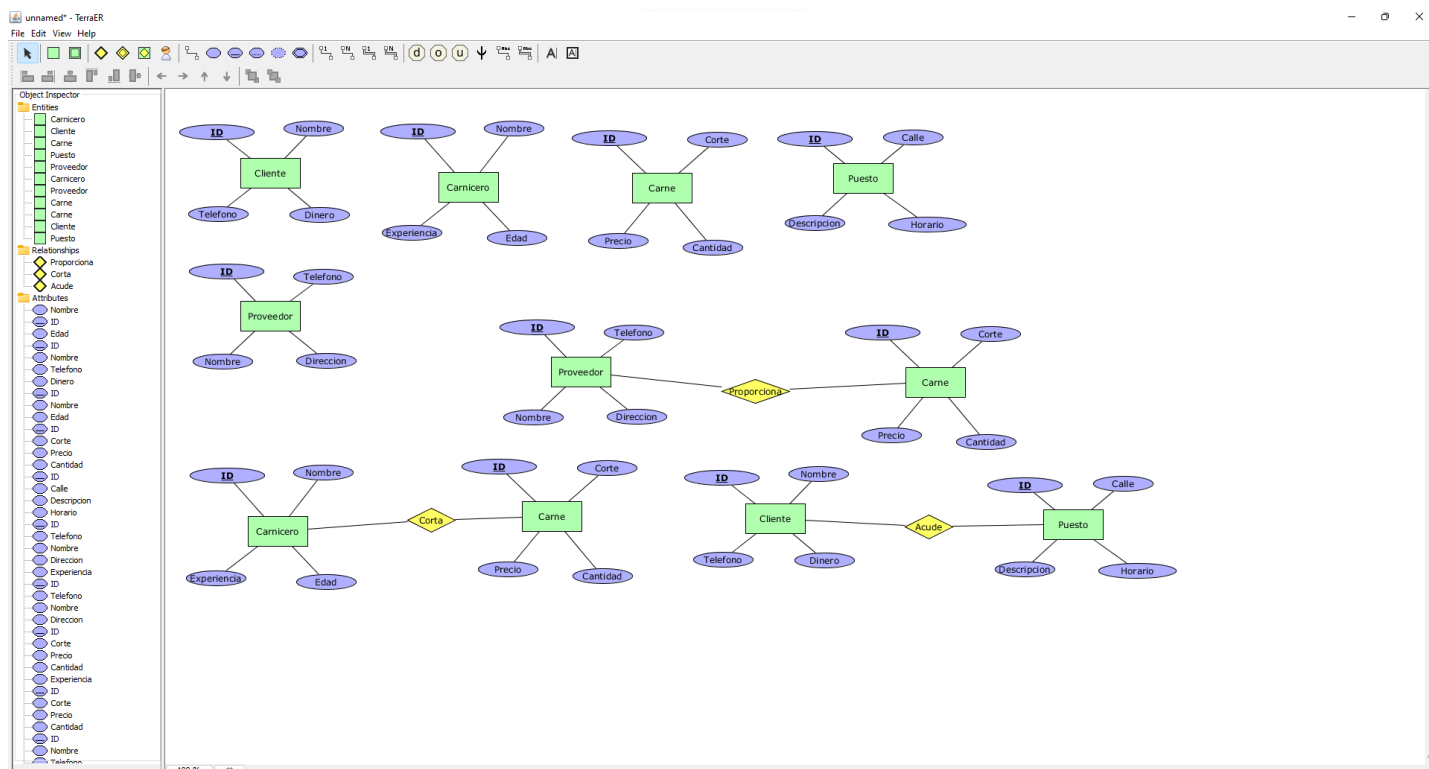 unnamed* - TerraER
File Edit View Help
1 N 1 N d o u A A
Object Inspector
Entities
Carnicero
Cliente
Carne
Puesto
Proveedor
Carnicero
Proveedor
Carne
Carne
Cliente
Puesto
Relationships
Proporciona
Corta
Acude
Attributes
Nombre
ID
Edad
ID
Nombre
Telefono
Dinero
ID
Nombre
Edad
ID
Corte
Precio
Cantidad
ID
Calle
Descripcion
Horario
ID
Telefono
Nombre
Direccion
Experiencia
ID
Telefono
Nombre
Direccion
ID
Corte
Precio
Cantidad
Experiencia
ID
Corte
Precio
Cantidad
ID
Nombre
Telefono
ID Nombre
Cliente
Telefono Dinero
ID Nombre
Carnicero
Experiencia Edad
ID Corte
Carne
Precio Cantidad
ID Calle
Puesto
Descripcion Horario
ID Telefono
Proveedor
Nombre Direccion
ID Telefono
Proveedor
Nombre Direccion
Proporciona
ID Corte
Carne
Precio Cantidad
ID Nombre
Carnicero
Experiencia Edad
Corta
ID Corte
Carne
Precio Cantidad
ID Nombre
Cliente
Telefono Dinero
Acude
ID Calle
Puesto
Descripcion Horario